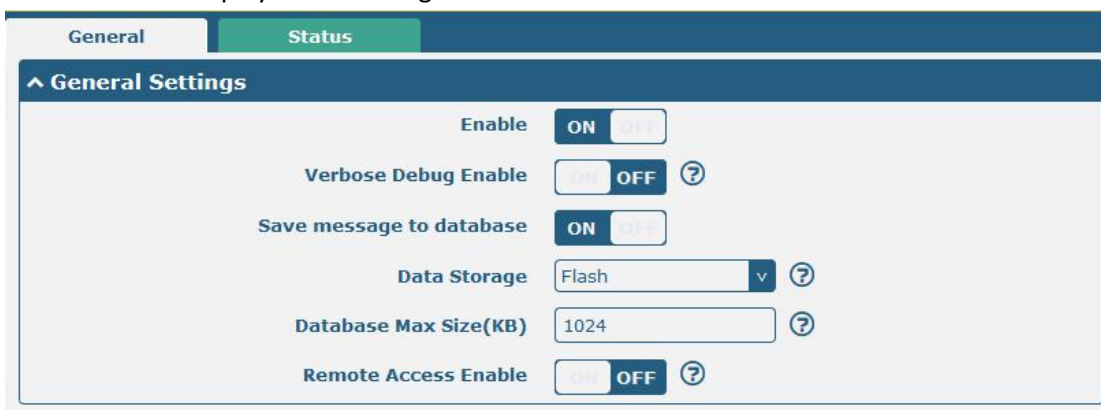 General Status
General Settings
Enable ON OFF
Verbose Debug Enable ON OFF ?
Save message to database ON OFF
Data Storage Flash v ?
Database Max Size(KB) 1024 ?
Remote Access Enable ON OFF ?